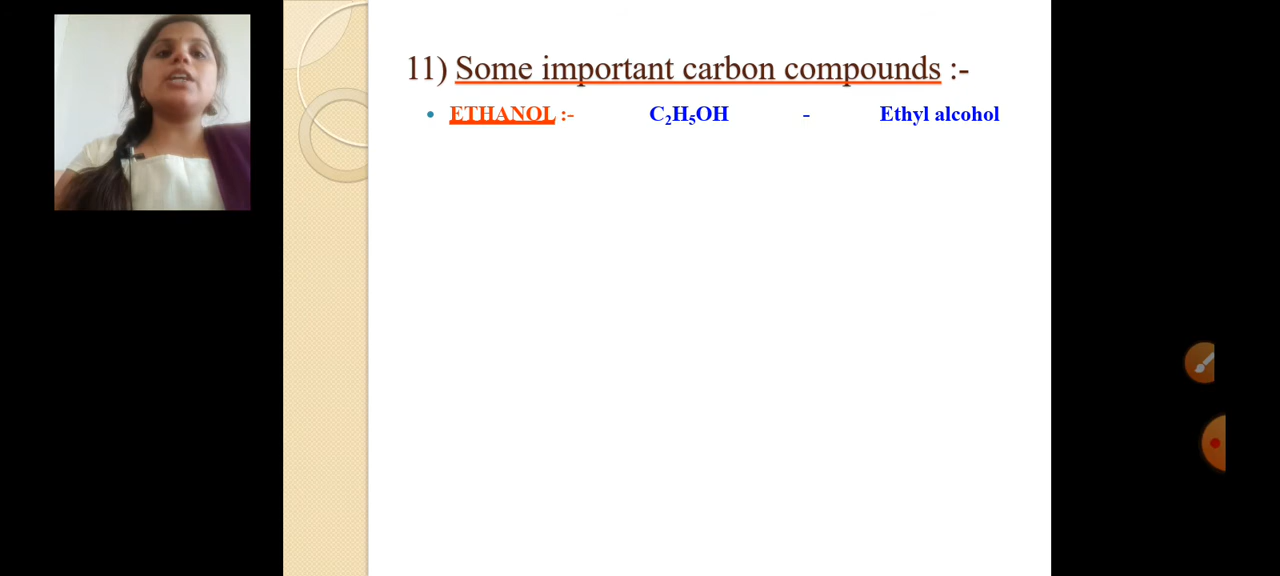 11) Some important carbon compounds :-
• ETHANOL :- C₂H₅OH - Ethyl alcohol